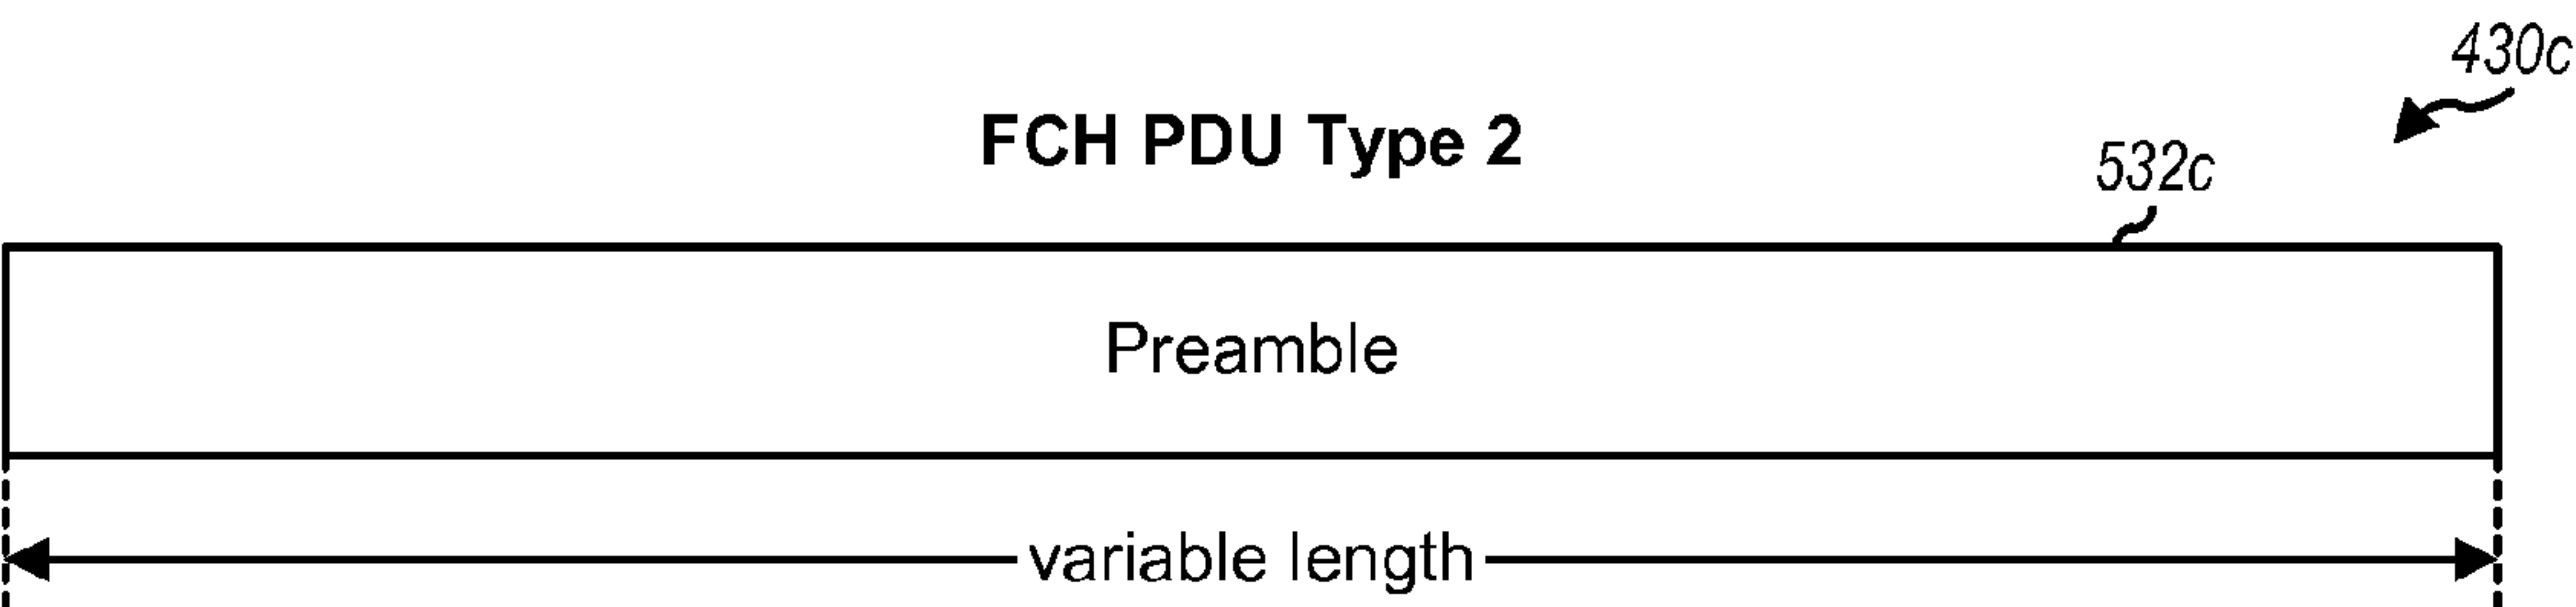 430c
FCH PDU Type 2
532c
Preamble
variable length